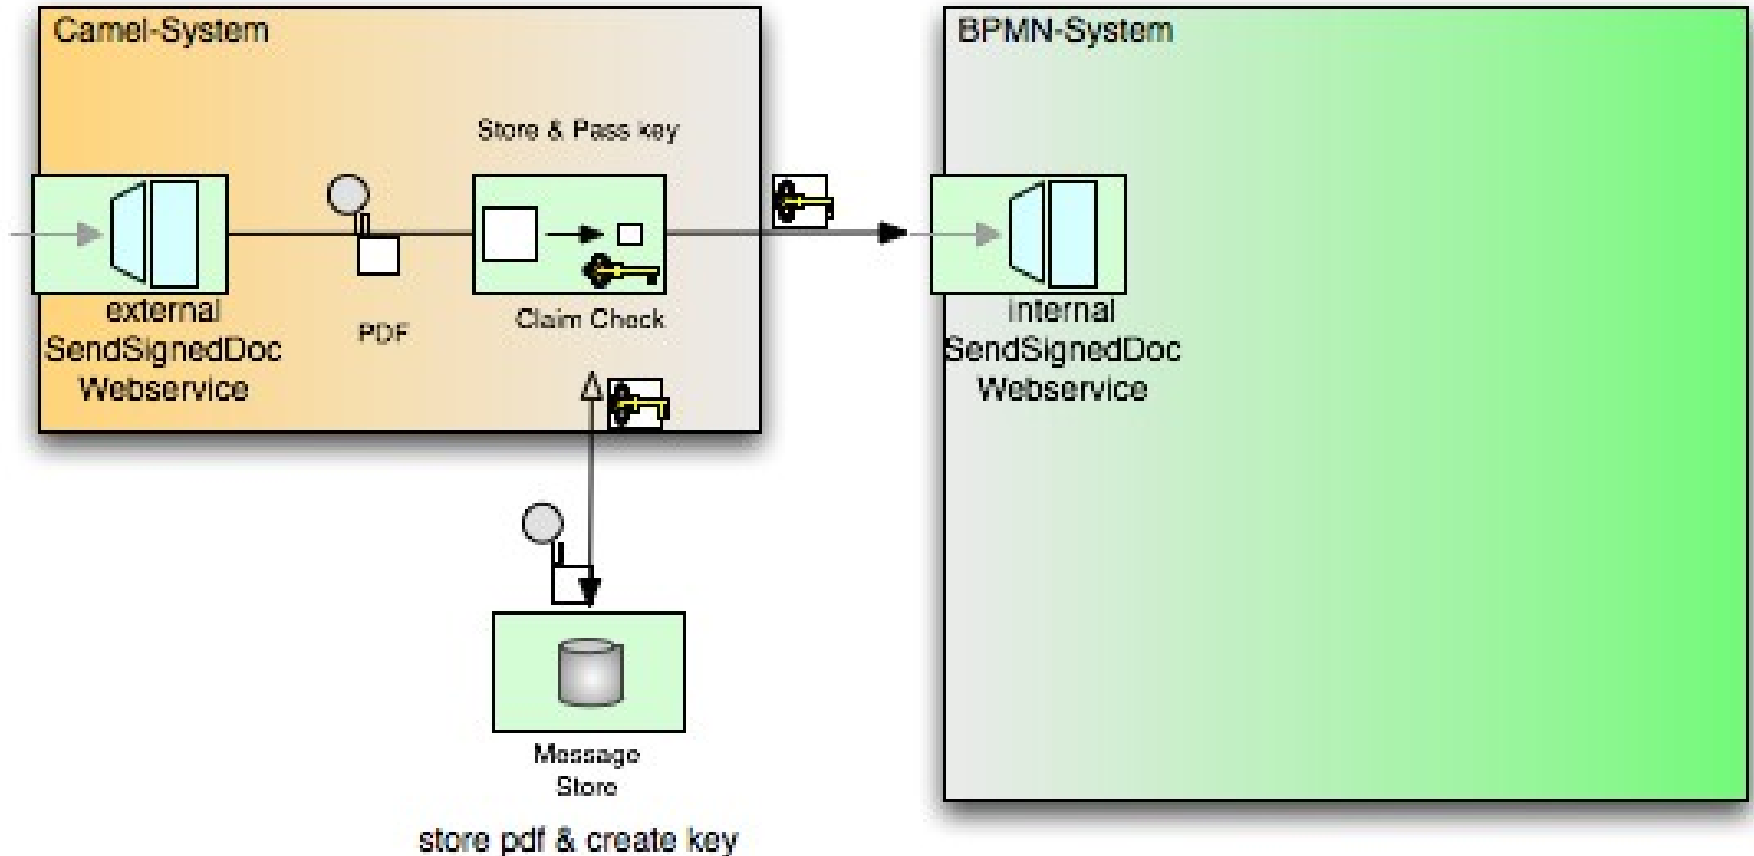 Camel-System
BPMN-System
Store & Pass key
external
SendSignedDoc
Webservice
PDF
Claim Check
internal
SendSignedDoc
Webservice
Message
Store
store pdf & create key